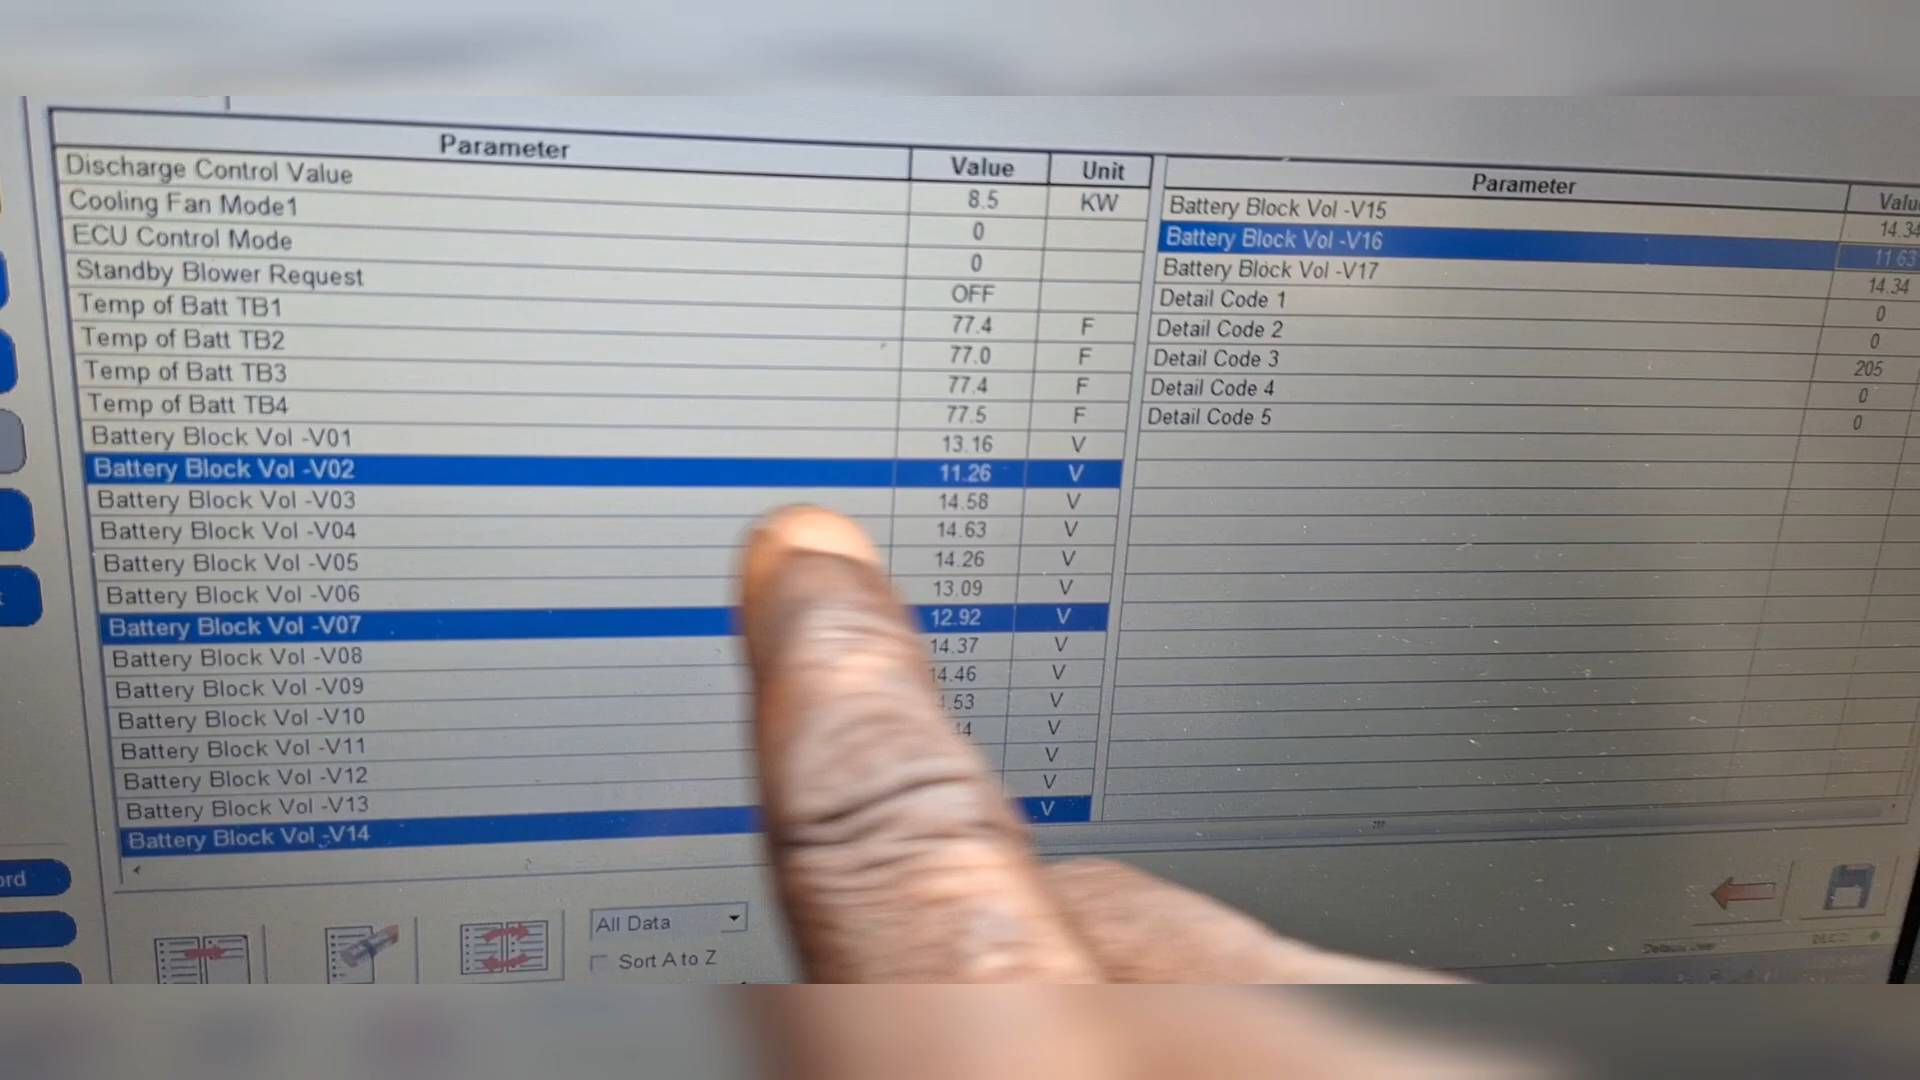 Parameter Value Unit
Discharge Control Value 8.5 KW
Cooling Fan Mode1 0
ECU Control Mode 0
Standby Blower Request OFF
Temp of Batt TB1 77.4 F
Temp of Batt TB2 77.0 F
Temp of Batt TB3 77.4 F
Temp of Batt TB4 77.5 F
Battery Block Vol -V01 13.16 V
Battery Block Vol -V02 11.26 V
Battery Block Vol -V03 14.58 V
Battery Block Vol -V04 14.63 V
Battery Block Vol -V05 14.26 V
Battery Block Vol -V06 13.09 V
Battery Block Vol -V07 12.92 V
Battery Block Vol -V08 14.37 V
Battery Block Vol -V09 14.46 V
Battery Block Vol -V10 V
Battery Block Vol -V11 V
Battery Block Vol -V12 V
Battery Block Vol -V13 V
Battery Block Vol -V14 V
Parameter
Battery Block Vol -V15 14.34
Battery Block Vol -V16 11.63
Battery Block Vol -V17 14.34
Detail Code 1 0
Detail Code 2 0
Detail Code 3 205
Detail Code 4 0
Detail Code 5 0
All Data
Sort A to Z